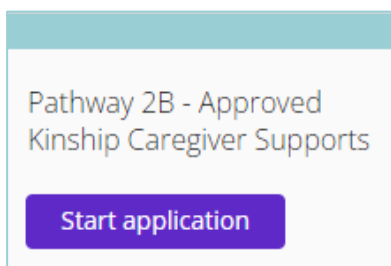 Pathway 2B - Approved
Kinship Caregiver Supports
Start application